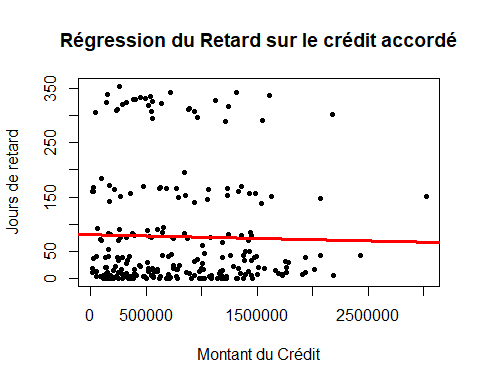 Régression du Retard sur le crédit accordé
Jours de retard
350
150
50
0
0
500000
1500000
2500000
Montant du Crédit